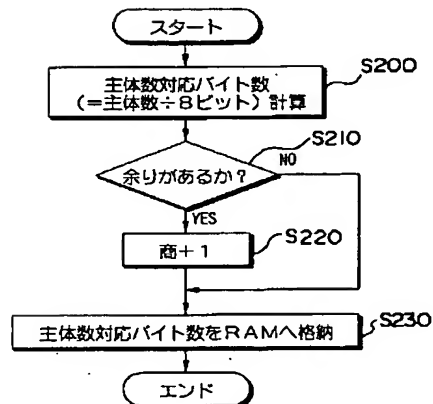 スタート
主体数対応バイト数
(=主体数÷8ビット)計算
S200
余りがあるか?
S210
NO
YES
商+1
S220
主体数対応バイト数をRAMへ格納
S230
エンド